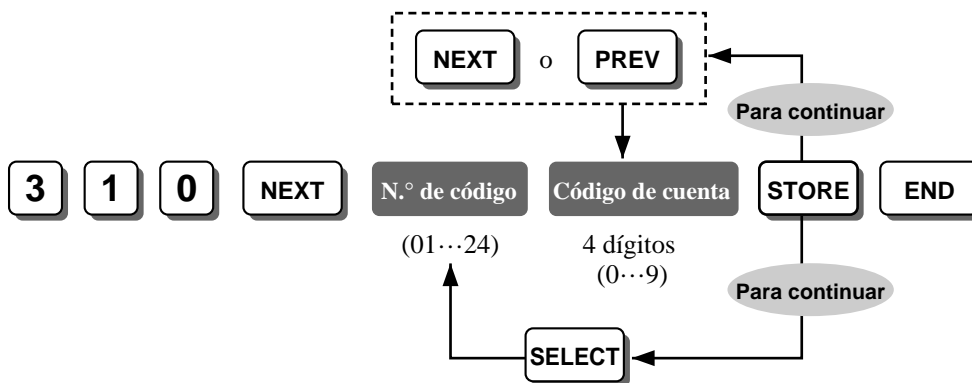 NEXT o PREV
Para continuar
3 1 0 NEXT N.° de código Código de cuenta STORE END
(01···24) 4 dígitos
(0···9)
Para continuar
SELECT